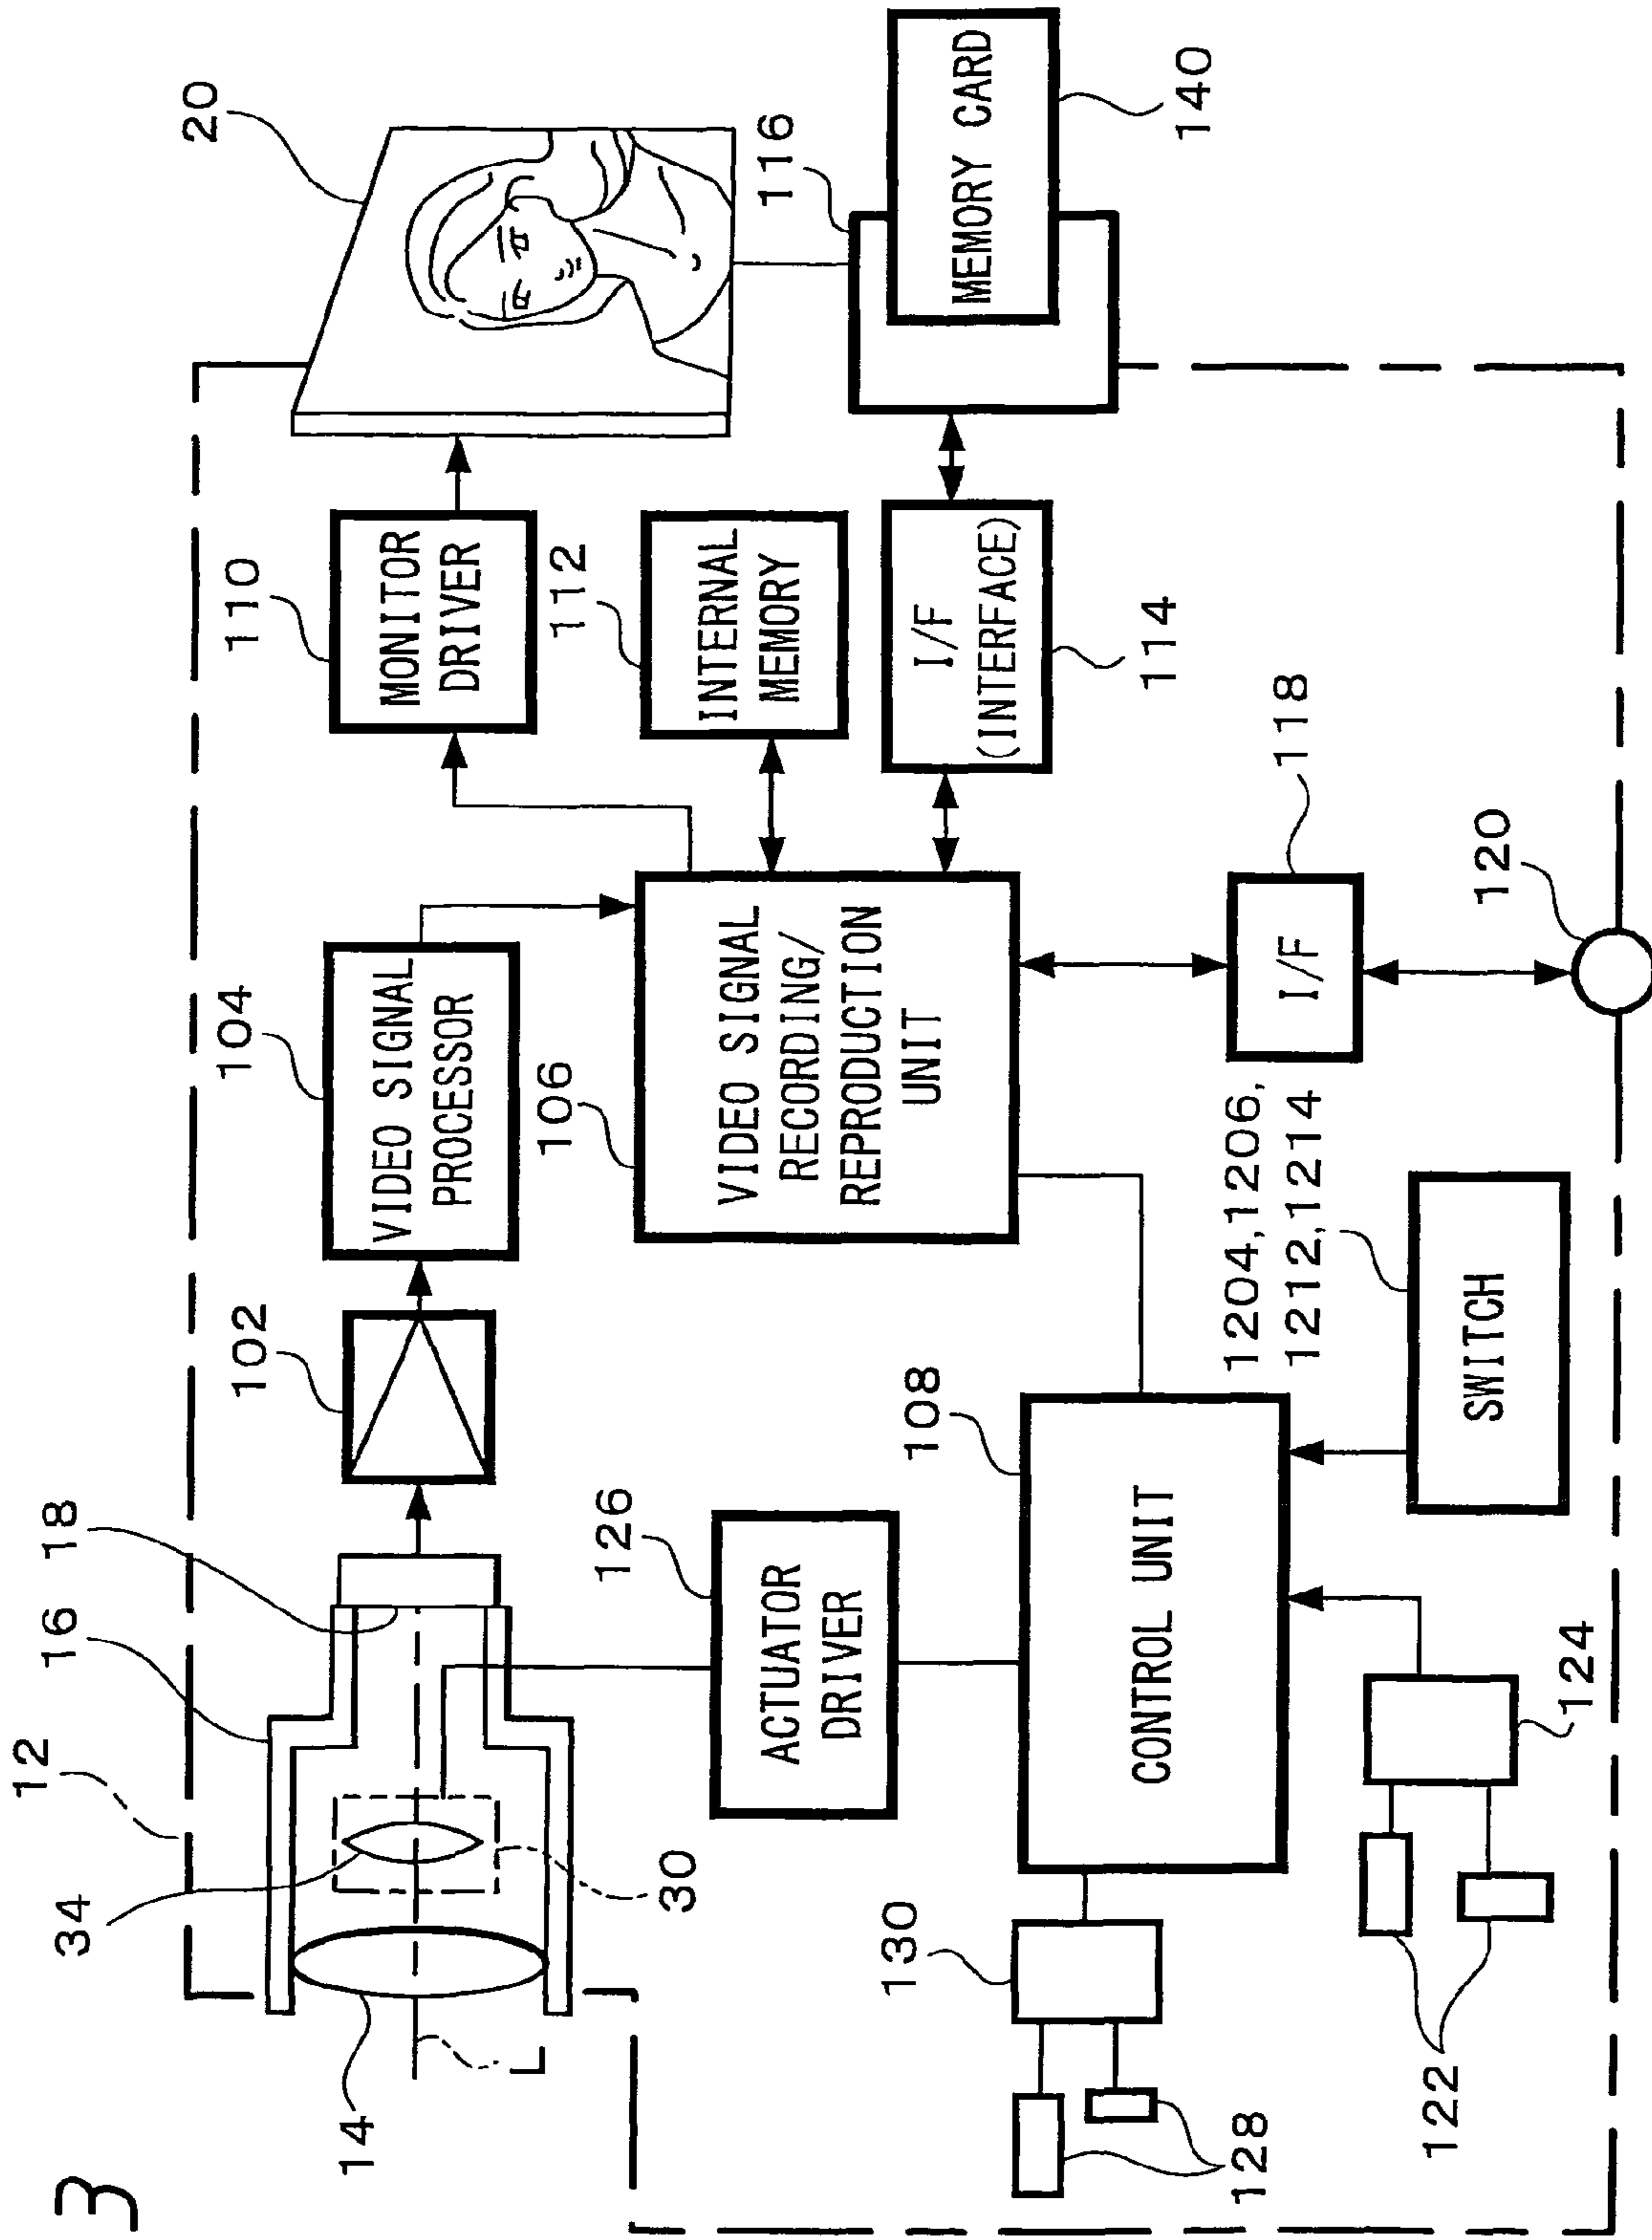 3
12
16
18
102
104
110
20
34
14
L
30
126
106
112
116
VIDEO SIGNAL
PROCESSOR
MONITOR
DRIVER
ACTUATOR
DRIVER
VIDEO SIGNAL
RECORDING/
REPRODUCTION
UNIT
INTERNAL
MEMORY
I/F
(INTERFACE)
MEMORY CARD
130
108
114
140
CONTROL UNIT
128
1204,1206,
1212,1214
118
I/F
122
124
SWITCH
120